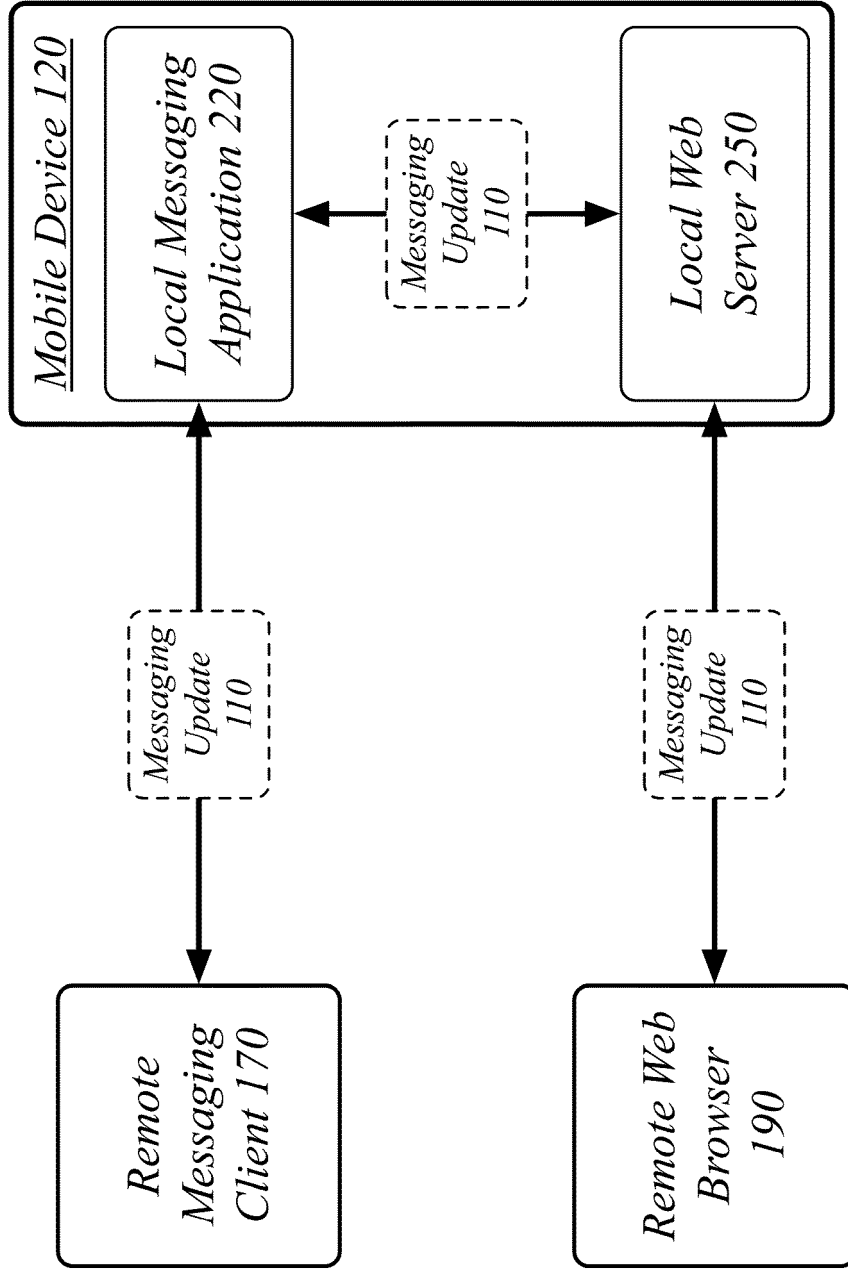 Mobile Device 120
Remote
Messaging
Client 170
Messaging
Update
110
Local Messaging
Application 220
Messaging
Update
110
Remote Web
Browser
190
Messaging
Update
110
Local Web
Server 250